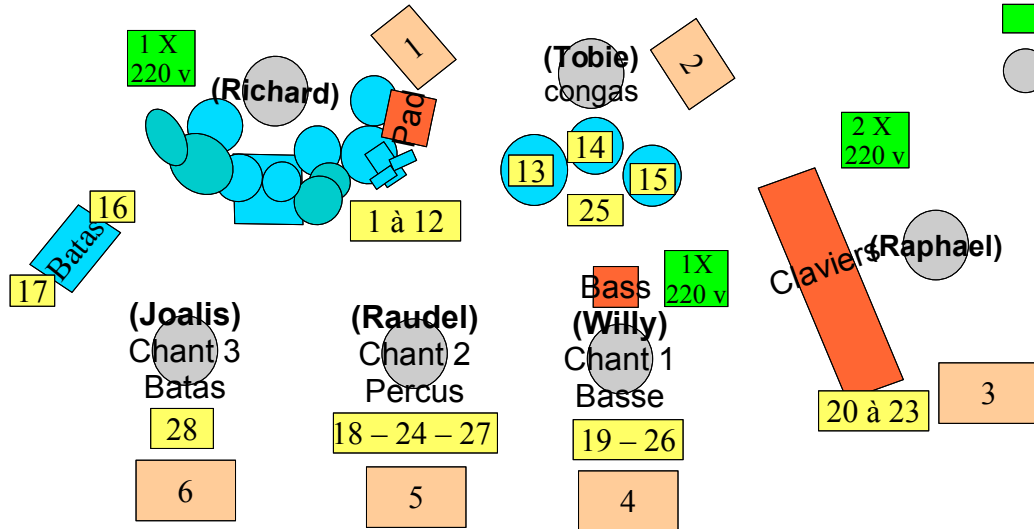 1 X
220 v
(Richard)
1
Pad
(Tobie)
congas
2
2 X
220 v
13
14
15
25
1 à 12
16
Batas
17
Claviers
(Raphael)
1X
220 v
Bass
(Joalis)
Chant 3
Batas
28
6
(Raudel)
Chant 2
Percus
18 – 24 – 27
5
(Willy)
Chant 1
Basse
19 – 26
4
20 à 23
3